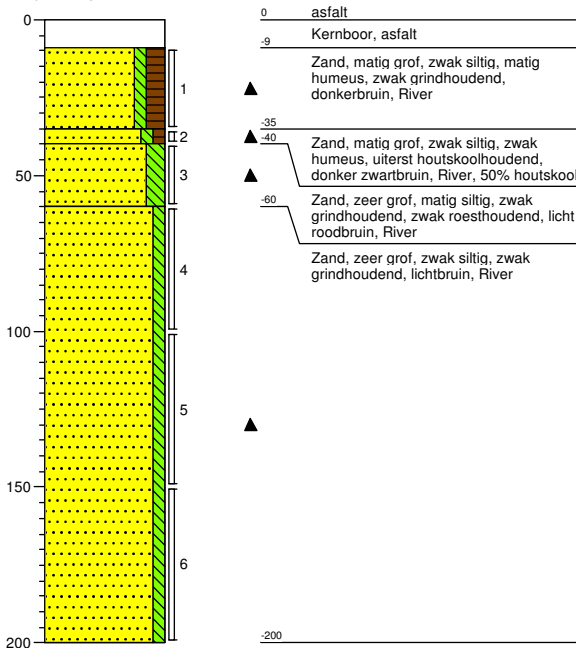 0
50
100
150
200
1
2
3
4
5
6
0 asfalt
-9
Kernboor, asfalt
Zand, matig grof, zwak siltig, matig
humeus, zwak grindhoudend,
donkerbruin, River
-35
-40
Zand, matig grof, zwak siltig, zwak
humeus, uiterst houtskoolhoudend,
donker zwartbruin, River, 50% houtskool
-60
Zand, zeer grof, matig siltig, zwak
grindhoudend, zwak roesthoudend, licht
roodbruin, River
Zand, zeer grof, zwak siltig, zwak
grindhoudend, lichtbruin, River
-200